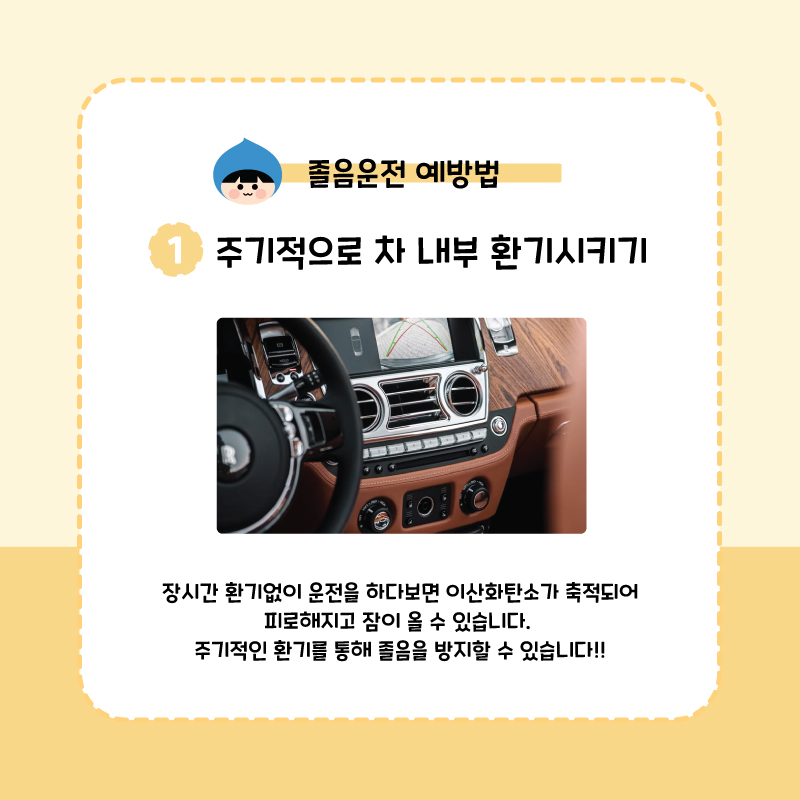 졸음운전 예방법
1 주기적으로 차 내부 환기시키기
장시간 환기없이 운전을 하다보면 이산화탄소가 축적되어
피로해지고 잠이 올 수 있습니다.
주기적인 환기를 통해 졸음을 방지할 수 있습니다!!